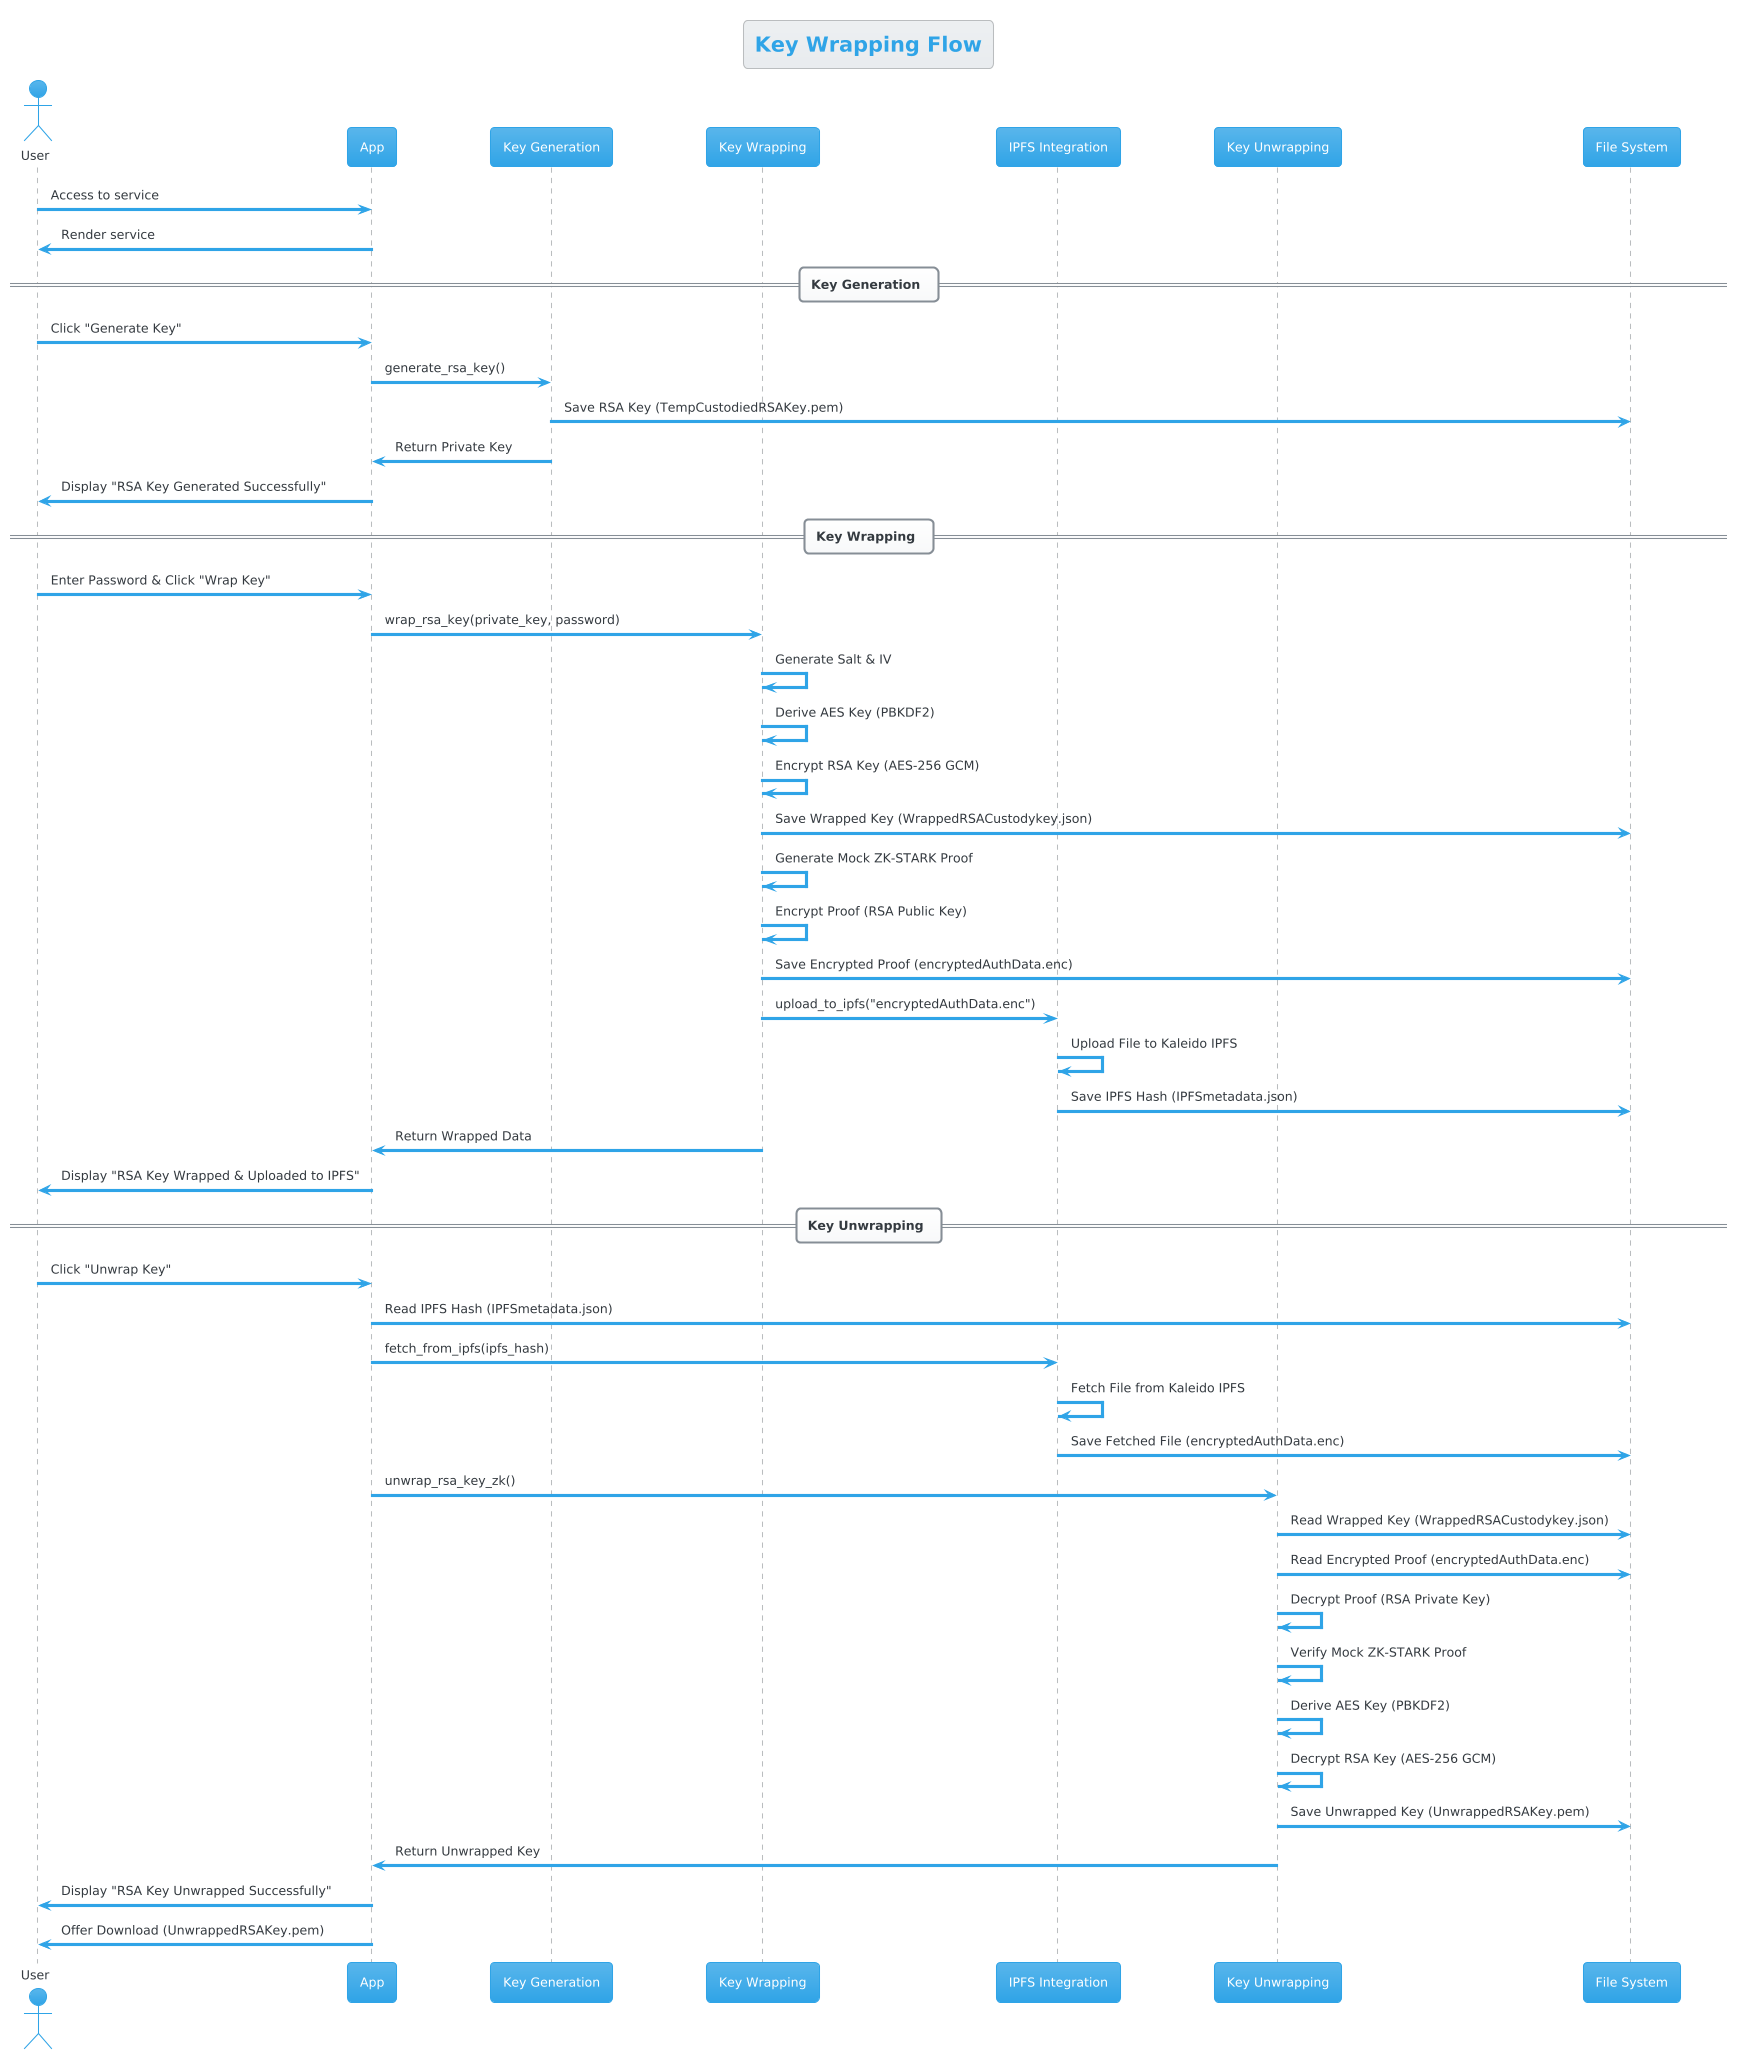 Key Wrapping Flow
User
App
Key Generation
Key Wrapping
IPFS Integration
Key Unwrapping
File System
Access to service
Render service
Key Generation
Click "Generate Key"
generate_rsa_key()
Save RSA Key (TempCustodiedRSAKey.pem)
Return Private Key
Display "RSA Key Generated Successfully"
Key Wrapping
Enter Password & Click "Wrap Key"
wrap_rsa_key(private_key, password)
Generate Salt & IV
Derive AES Key (PBKDF2)
Encrypt RSA Key (AES-256 GCM)
Save Wrapped Key (WrappedRSACustodykey.json)
Generate Mock ZK-STARK Proof
Encrypt Proof (RSA Public Key)
Save Encrypted Proof (encryptedAuthData.enc)
upload_to_ipfs("encryptedAuthData.enc")
Upload File to Kaleido IPFS
Save IPFS Hash (IPFSmetadata.json)
Return Wrapped Data
Display "RSA Key Wrapped & Uploaded to IPFS"
Key Unwrapping
Click "Unwrap Key"
Read IPFS Hash (IPFSmetadata.json)
fetch_from_ipfs(ipfs_hash)
Fetch File from Kaleido IPFS
Save Fetched File (encryptedAuthData.enc)
unwrap_rsa_key_zk()
Read Wrapped Key (WrappedRSACustodykey.json)
Read Encrypted Proof (encryptedAuthData.enc)
Decrypt Proof (RSA Private Key)
Verify Mock ZK-STARK Proof
Derive AES Key (PBKDF2)
Decrypt RSA Key (AES-256 GCM)
Save Unwrapped Key (UnwrappedRSAKey.pem)
Return Unwrapped Key
Display "RSA Key Unwrapped Successfully"
Offer Download (UnwrappedRSAKey.pem)
User
App
Key Generation
Key Wrapping
IPFS Integration
Key Unwrapping
File System